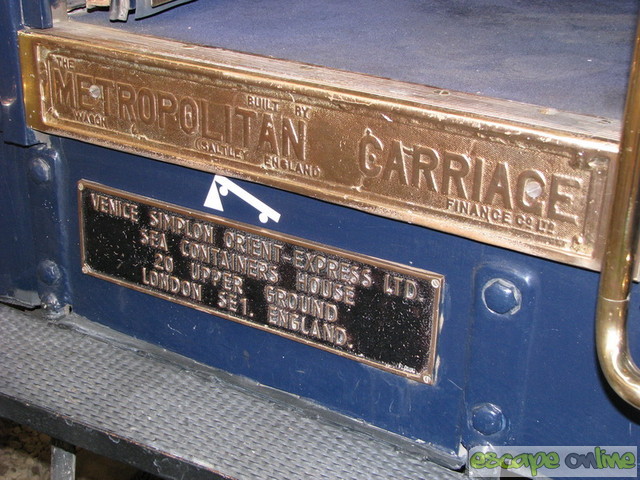 THE
METROPOLITAN CARRIAGE
BUILT BY
WAGON
(SALTLEY ENGLAND
FINANCE CO LTD
VENICE SIMPLON ORIENT-EXPRESS LTD.
SEA CONTAINERS HOUSE
20 UPPER GROUND
LONDON SE1. ENGLAND.
escape online